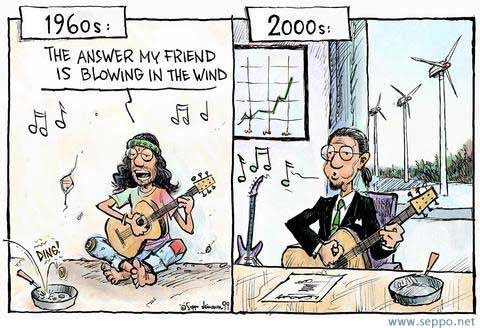 1960s:
THE ANSWER MY FRIEND
IS BLOWING IN THE WIND
DING!
2000s:
www.seppo.net